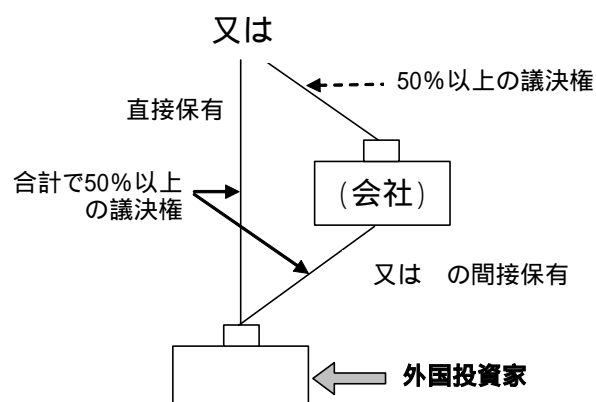 又は
50%以上の議決権
直接保有
合計で50%以上
の議決権
(会社)
又は　の間接保有
外国投資家